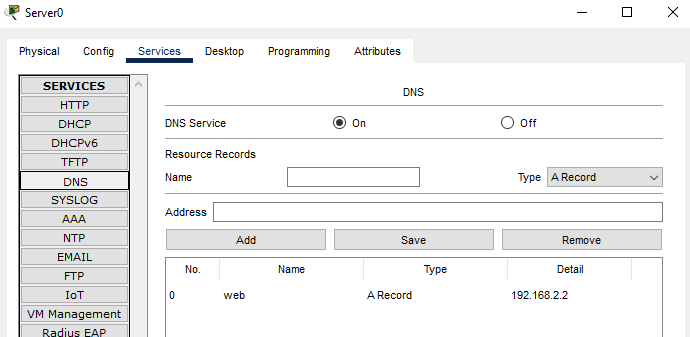 Server0
Physical Config Services Desktop Programming Attributes
SERVICES
HTTP
DHCP
DHCPv6
TFTP
DNS
SYSLOG
AAA
NTP
EMAIL
FTP
IoT
VM Management
Radius EAP
DNS
DNS Service On Off
Resource Records
Name Type A Record
Address
Add Save Remove
No. Name Type Detail
0 web A Record 192.168.2.2